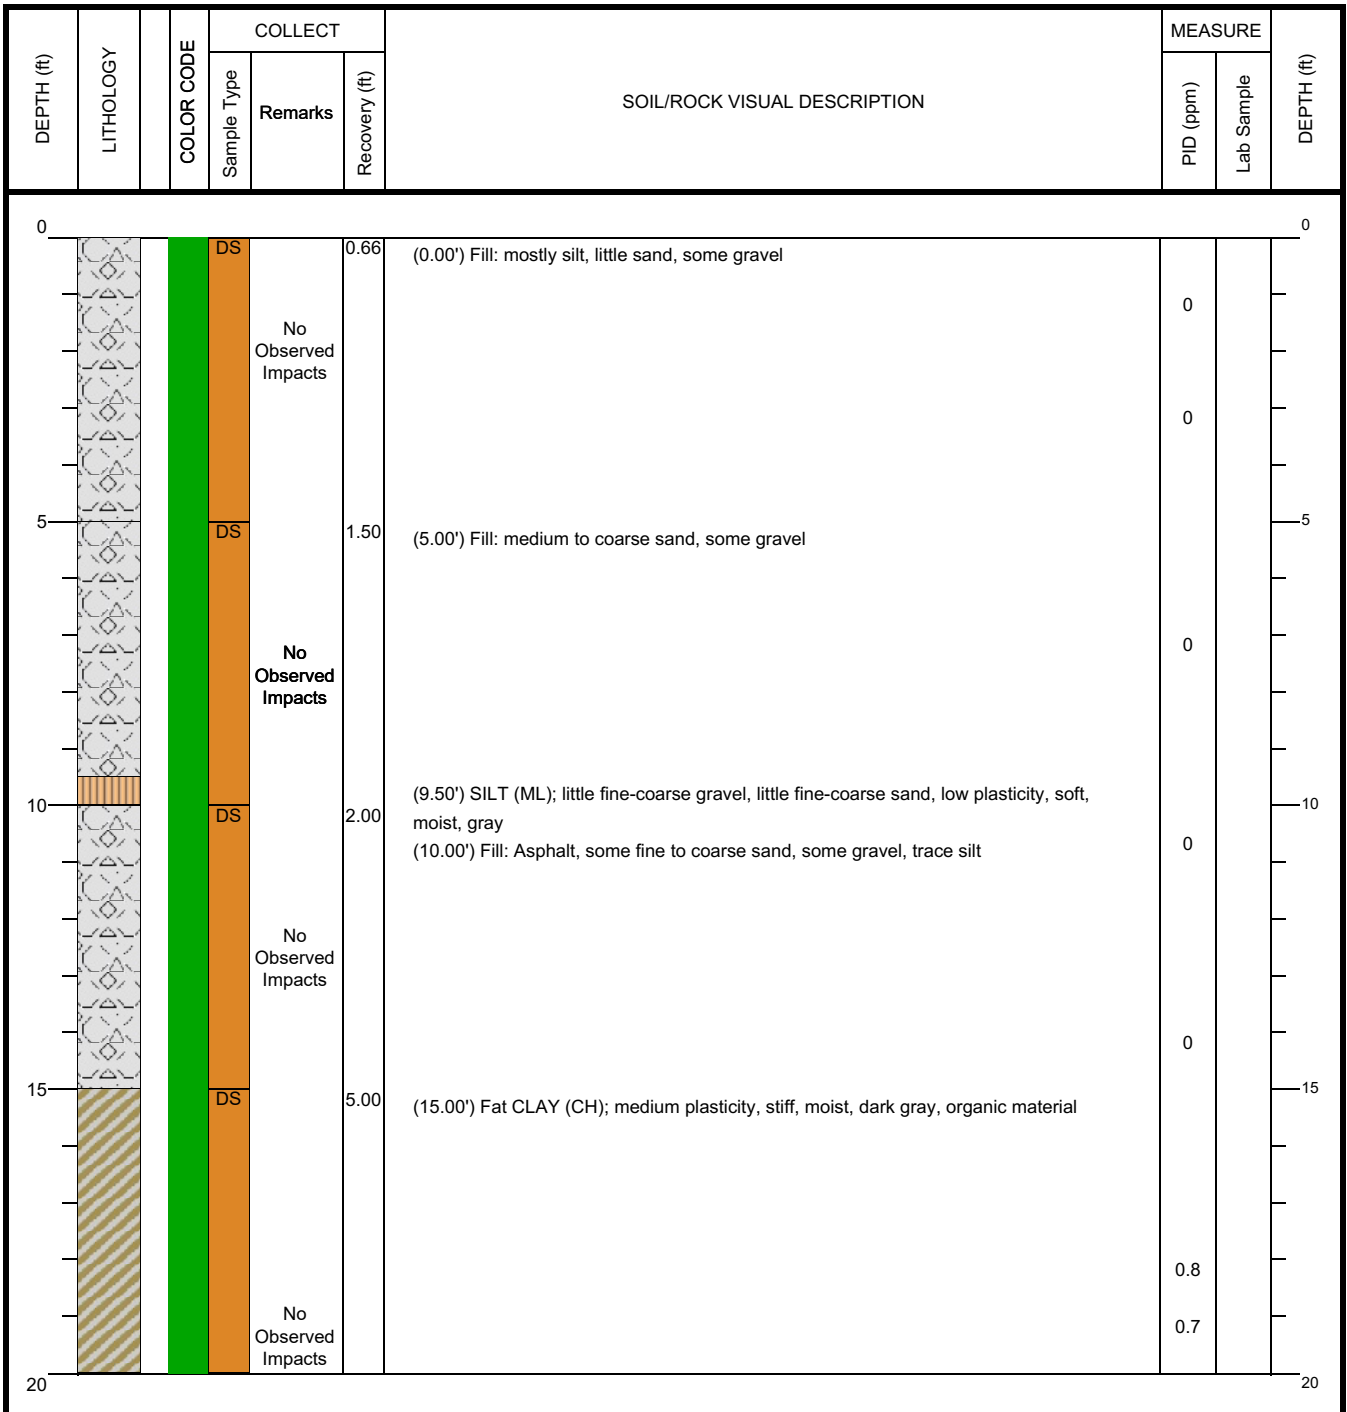 COLLECT
MEASURE
DEPTH (ft)
LITHOLOGY
COLOR CODE
Sample Type
Remarks
Recovery (ft)
SOIL/ROCK VISUAL DESCRIPTION
PID (ppm)
Lab Sample
DEPTH (ft)
0
0
DS
0.66
(0.00') Fill: mostly silt, little sand, some gravel
0
No
Observed
Impacts
0
5
DS
1.50
(5.00') Fill: medium to coarse sand, some gravel
5
No
Observed
Impacts
0
(9.50') SILT (ML); little fine-coarse gravel, little fine-coarse sand, low plasticity, soft,
moist, gray
10
DS
2.00
10
(10.00') Fill: Asphalt, some fine to coarse sand, some gravel, trace silt
0
No
Observed
Impacts
0
15
DS
5.00
(15.00') Fat CLAY (CH); medium plasticity, stiff, moist, dark gray, organic material
15
0.8
No
Observed
Impacts
0.7
20
20